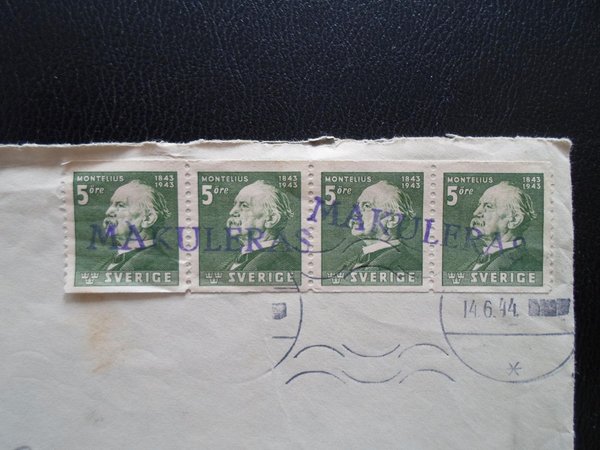 MONTELIUS 1843 1943
5 öre
SVERIGE
MONTELIUS 1843 1943
5 öre
SVERIGE
MONTELIUS 1843 1943
5 öre
SVERIGE
MONTELIUS 1843 1943
5 öre
SVERIGE
MAKULERAS
MAKULERAS
14.6.44